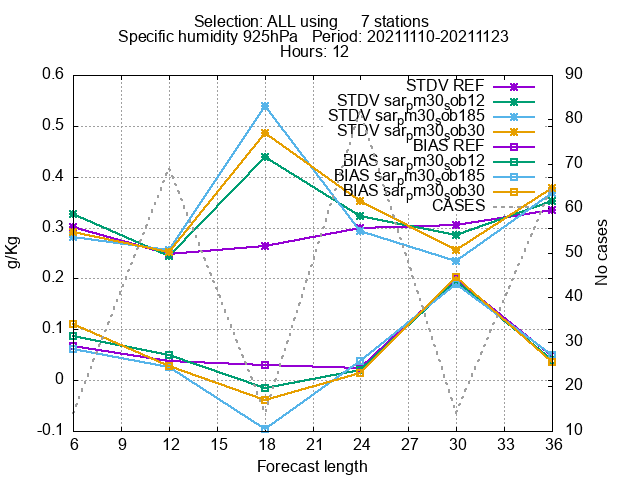 Selection: ALL using 7 stations
Specific humidity 925hPa Period: 20211110-20211123
Hours: 12
0.6
0.5
0.4
0.3
0.2
0.1
0
-0.1
g/Kg
90
80
70
60
50
40
30
20
10
No cases
STDV REF
STDV sar_pm30_sob12
STDV sar_pm30_sob185
STDV sar_pm30_sob30
BIAS REF
BIAS sar_pm30_sob12
BIAS sar_pm30_sob185
BIAS sar_pm30_sob30
CASES
6 9 12 15 18 21 24 27 30 33 36
Forecast length